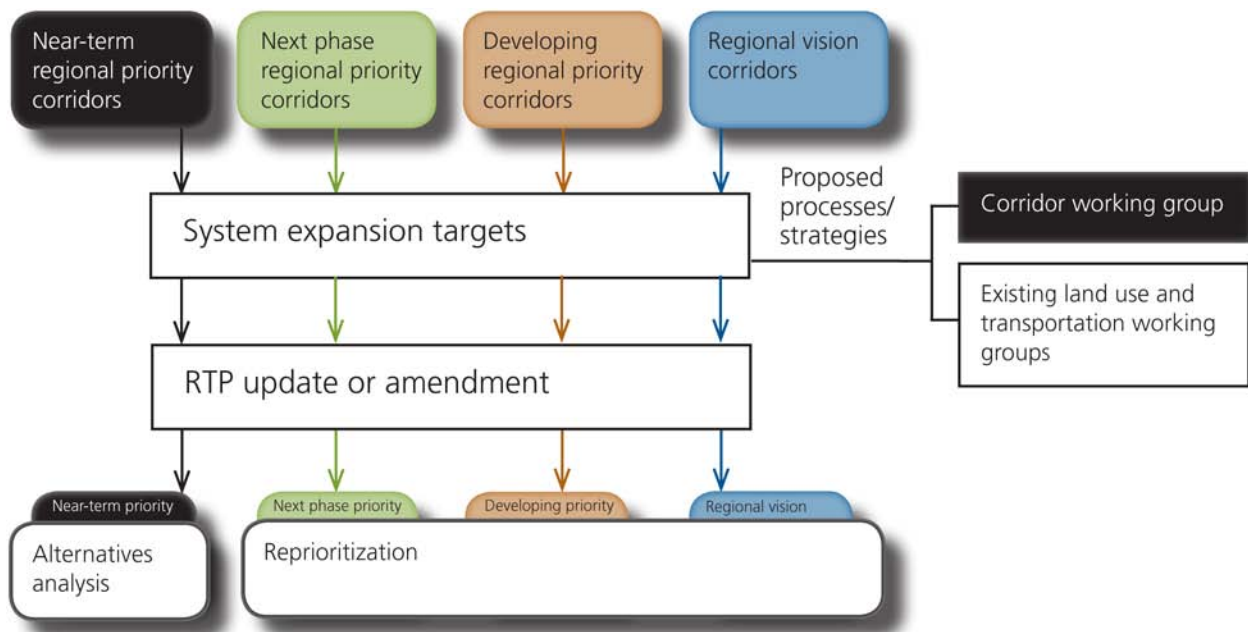 Near-term
regional priority
corridors
Next phase
regional priority
corridors
Developing
regional priority
corridors
Regional vision
corridors
System expansion targets
Proposed
processes/
strategies
Corridor working group
Existing land use and
transportation working
groups
RTP update or amendment
Near-term priority
Next phase priority
Developing priority
Regional vision
Alternatives
analysis
Reprioritization